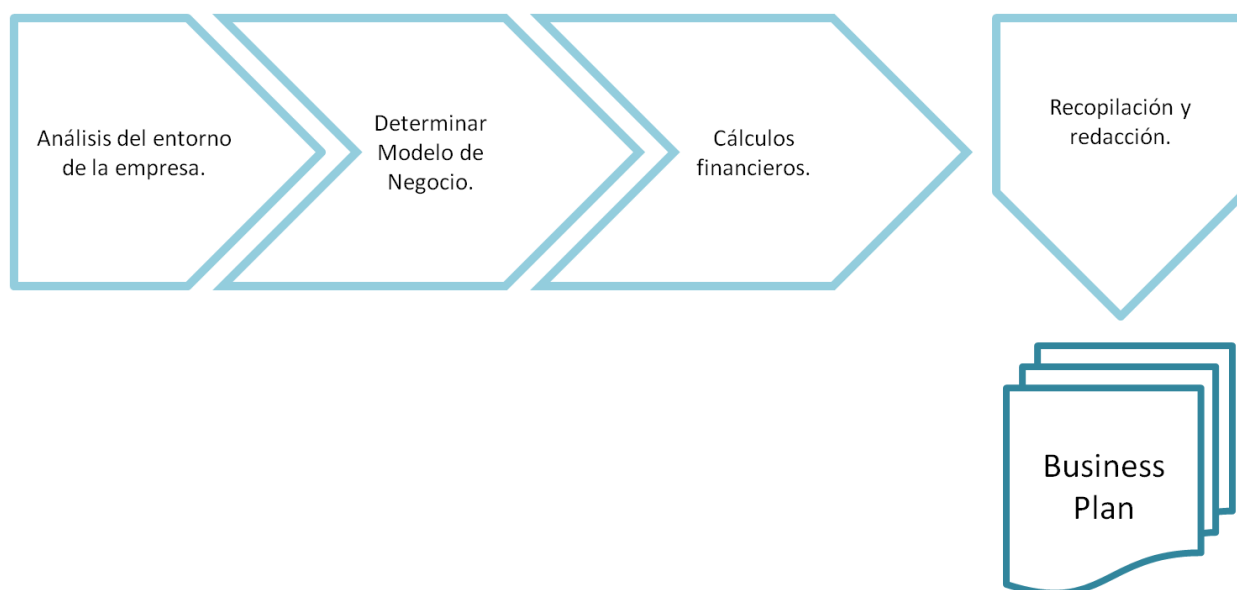 Análisis del entorno
de la empresa.
Determinar
Modelo de
Negocio.
Cálculos
financieros.
Recopilación y
redacción.
Business
Plan